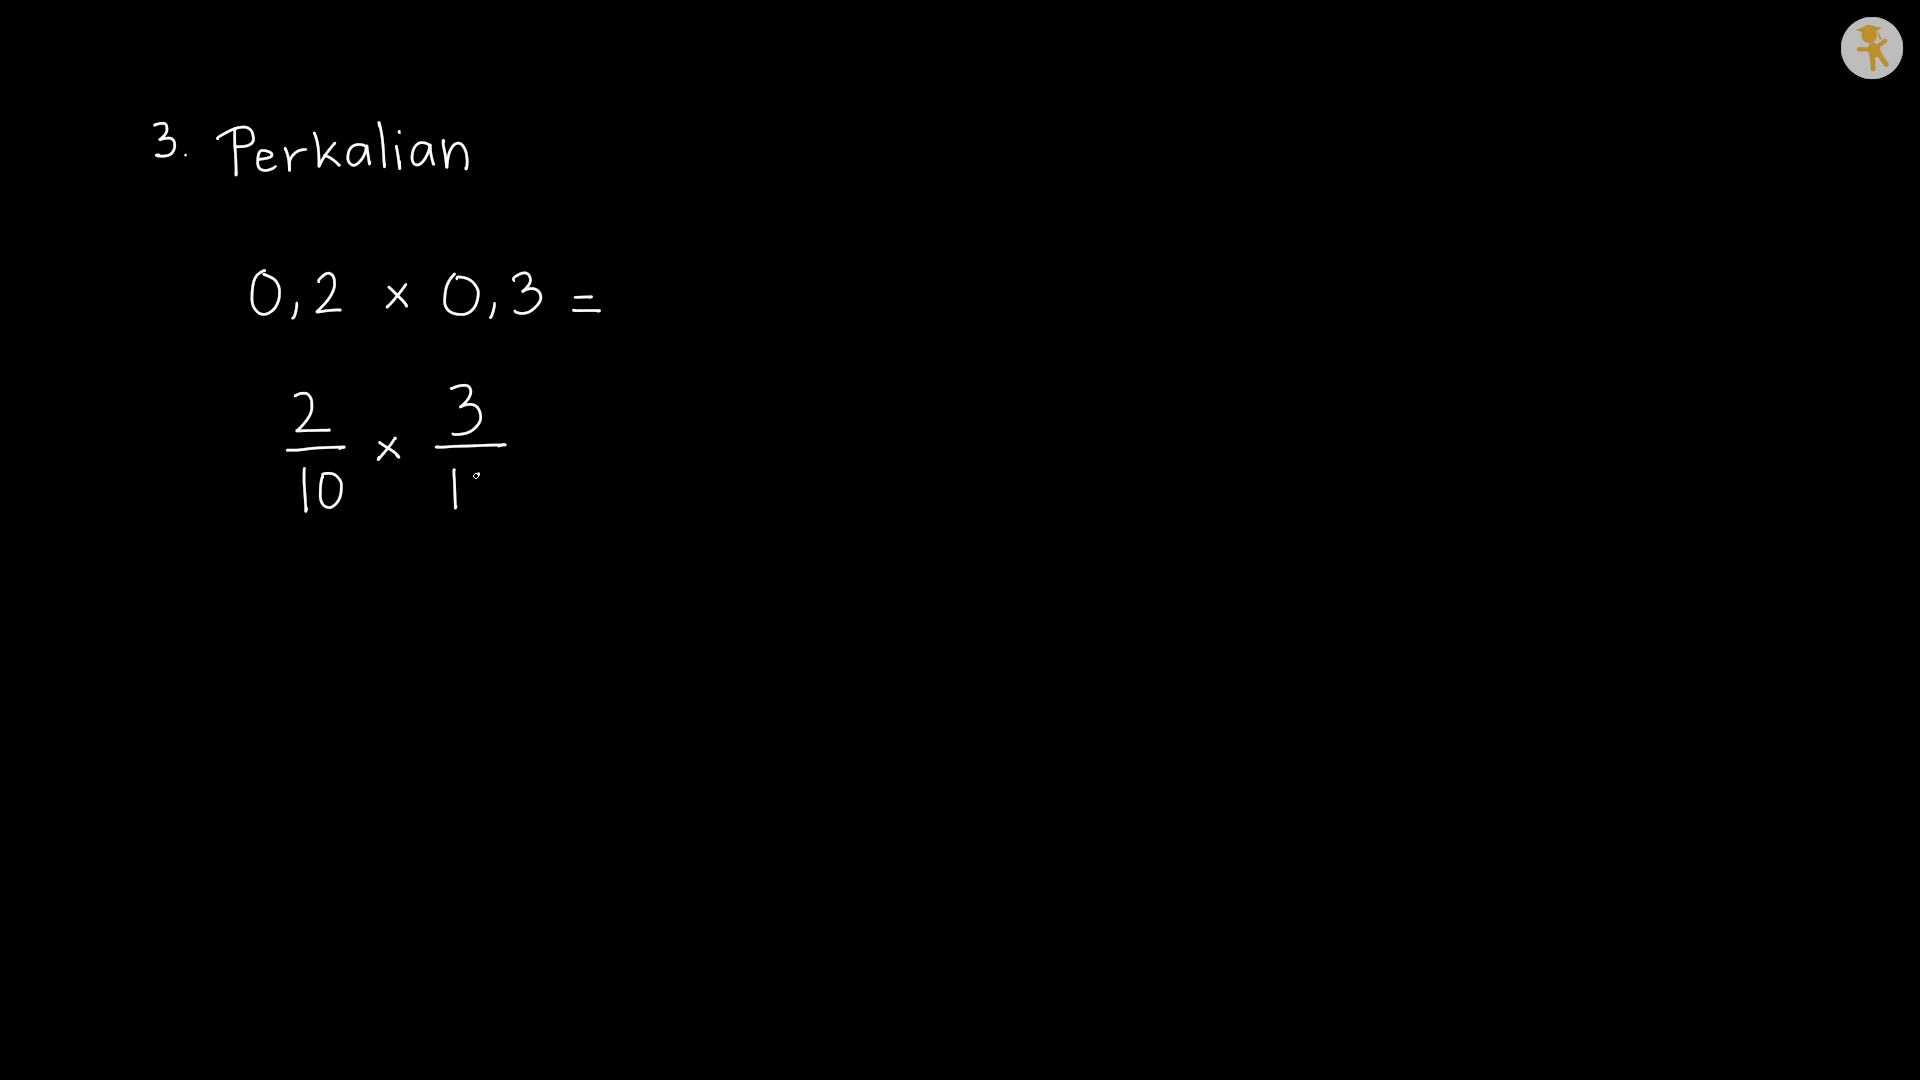 3. Perkalian
0,2 × 0,3 =
2/10 × 3/1